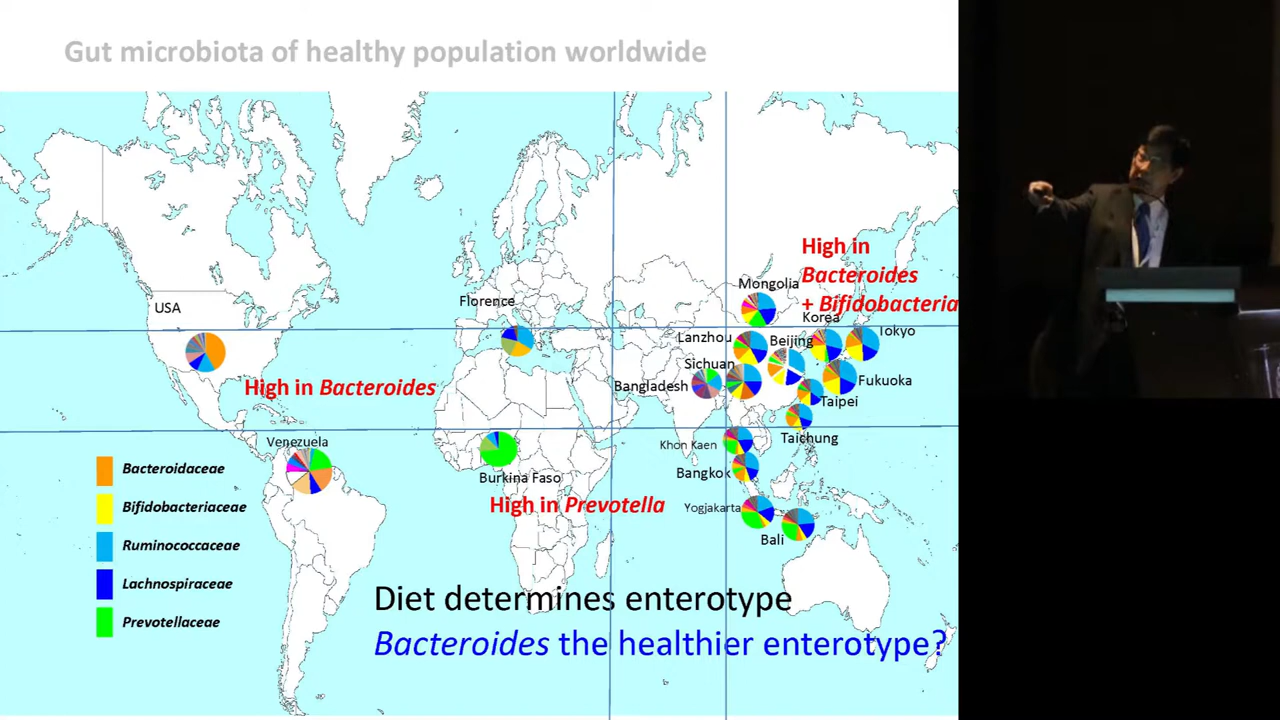 Gut microbiota of healthy population worldwide
High in
Bacteroides
+ Bifidobacteria
Mongolia
Korea
Tokyo
Florence
USA
Lanzhou
Beijing
Sichuan
Bangladesh
Fukuoka
Taipei
High in Bacteroides
Taichung
Venezuela
Khon Kaen
Bangkok
Burkina Faso
High in Prevotella
Yogjakarta
Bali
Bacteroidaceae
Bifidobacteriaceae
Ruminococcaceae
Lachnospiraceae
Prevotellaceae
Diet determines enterotype
Bacteroides the healthier enterotype?